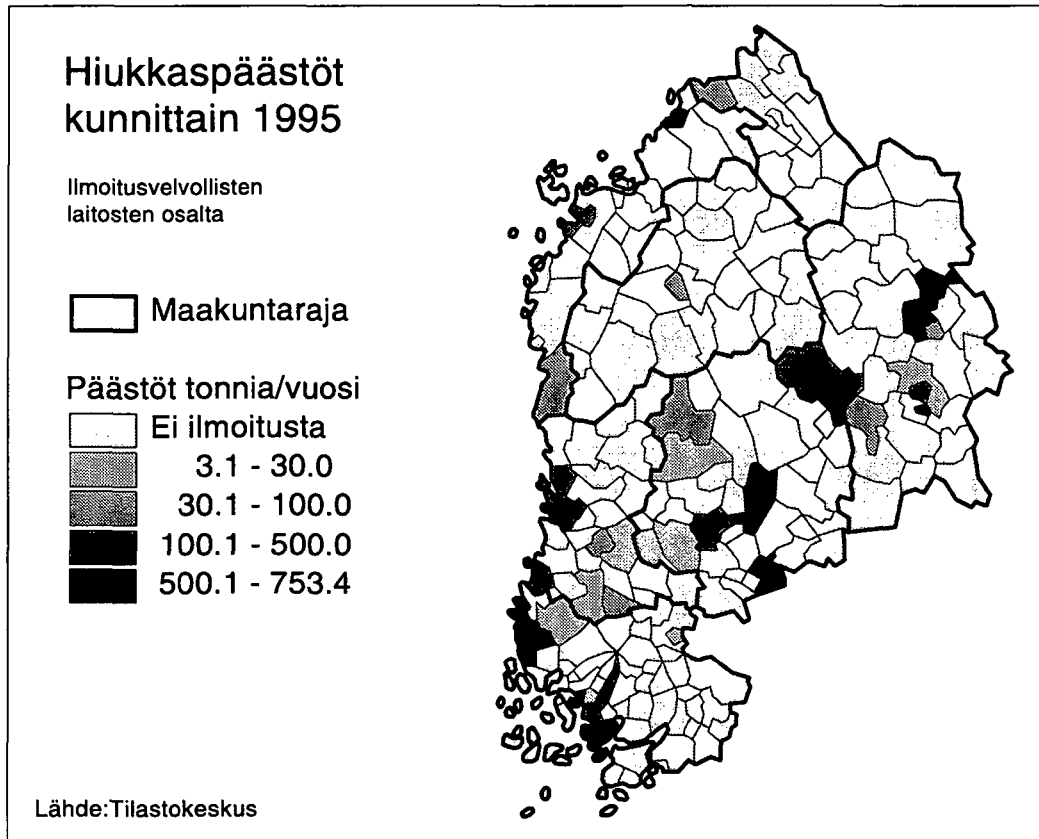 Hiukkaspäästöt
kunnittain 1995
Ilmoitusvelvollisten
laitosten osalta
Maakuntaraja
Päästöt tonnia/vuosi
Ei ilmoitusta
3.1 - 30.0
30.1 - 100.0
100.1 - 500.0
500.1 - 753.4
Lähde:Tilastokeskus